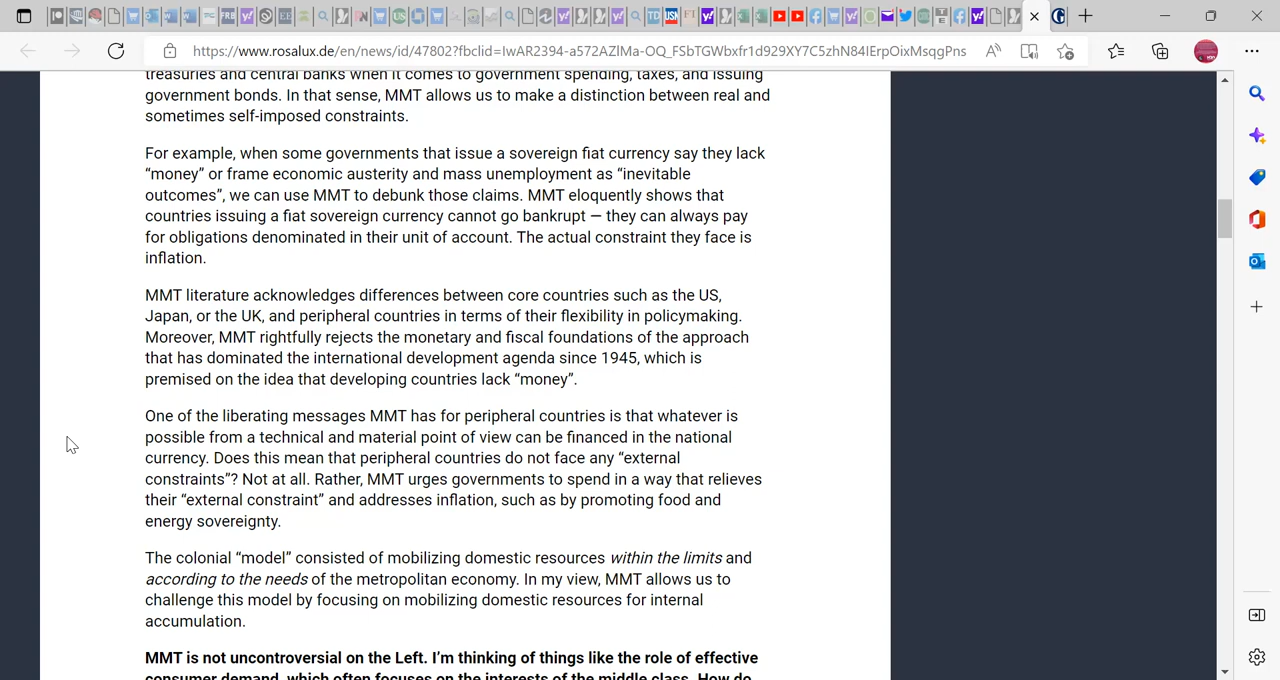 https://www.rosalux.de/en/news/id/47802?fbclid=IwAR2394-a572AZIMa-OQ_FSbTGWbxfr1d929XY7C5zhN84IErpOixMsqgPns
treasuries and central banks when it comes to government spending, taxes, and issuing
government bonds. In that sense, MMT allows us to make a distinction between real and
sometimes self-imposed constraints.
For example, when some governments that issue a sovereign fiat currency say they lack
“money” or frame economic austerity and mass unemployment as “inevitable
outcomes”, we can use MMT to debunk those claims. MMT eloquently shows that
countries issuing a fiat sovereign currency cannot go bankrupt — they can always pay
for obligations denominated in their unit of account. The actual constraint they face is
inflation.
MMT literature acknowledges differences between core countries such as the US,
Japan, or the UK, and peripheral countries in terms of their flexibility in policymaking.
Moreover, MMT rightfully rejects the monetary and fiscal foundations of the approach
that has dominated the international development agenda since 1945, which is
premised on the idea that developing countries lack “money”.
One of the liberating messages MMT has for peripheral countries is that whatever is
possible from a technical and material point of view can be financed in the national
currency. Does this mean that peripheral countries do not face any “external
constraints”? Not at all. Rather, MMT urges governments to spend in a way that relieves
their “external constraint” and addresses inflation, such as by promoting food and
energy sovereignty.
The colonial “model” consisted of mobilizing domestic resources within the limits and
according to the needs of the metropolitan economy. In my view, MMT allows us to
challenge this model by focusing on mobilizing domestic resources for internal
accumulation.
MMT is not uncontroversial on the Left. I’m thinking of things like the role of effective
consumer demand, which often focuses on the interests of the middle class. How do